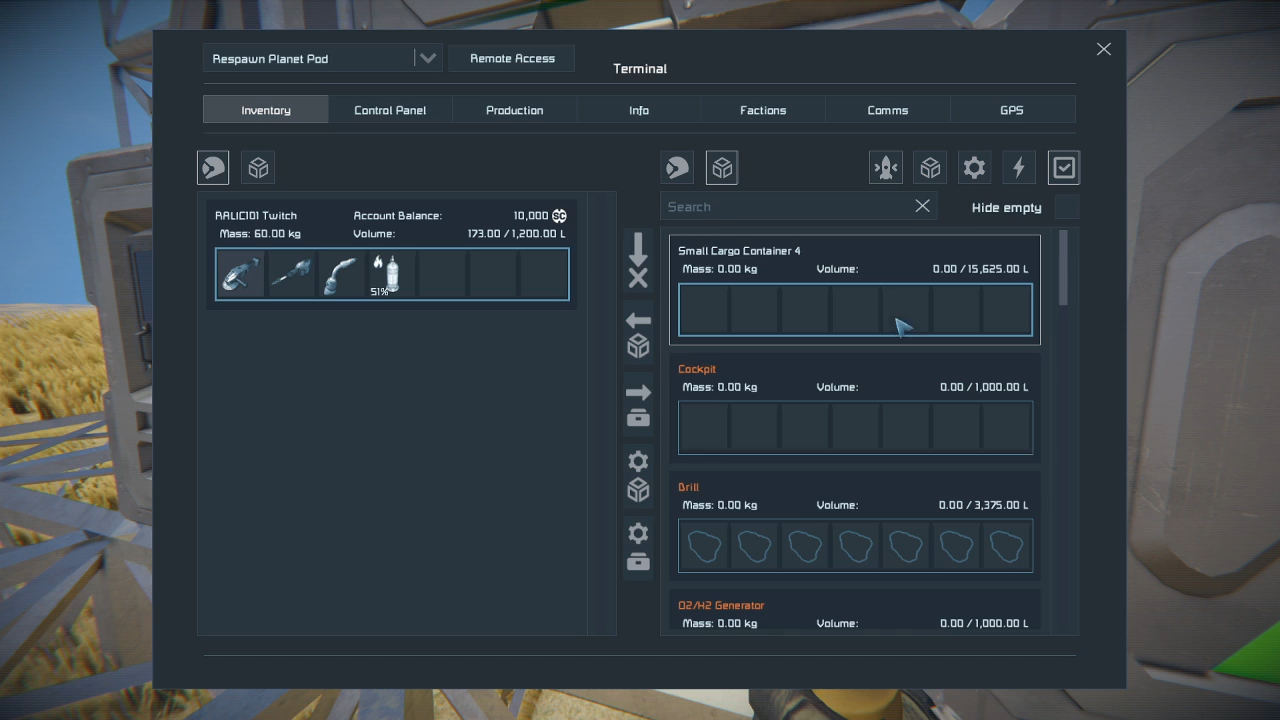 Respawn Planet Pod
Remote Access
Terminal
Inventory
Control Panel
Production
Info
Factions
Comms
GPS
RALIC101 Twitch
Account Balance:
10,000 SC
Mass: 60.00 kg
Volume:
173.00 / 1,200.00 L
51%
Search
Hide empty
Small Cargo Container 4
Mass: 0.00 kg
Volume:
0.00 / 15,625.00 L
Cockpit
Mass: 0.00 kg
Volume:
0.00 / 1,000.00 L
Drill
Mass: 0.00 kg
Volume:
0.00 / 3,375.00 L
O2/H2 Generator
Mass: 0.00 kg
Volume:
0.00 / 1,000.00 L